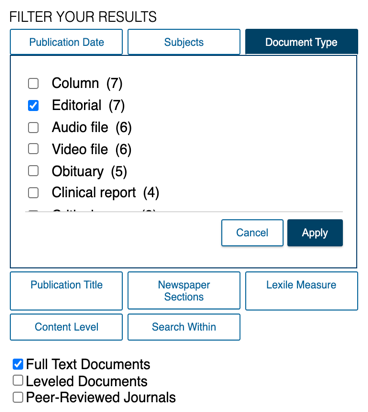 FILTER YOUR RESULTS
Publication Date
Subjects
Document Type
Column (7)
Editorial (7)
Audio file (6)
Video file (6)
Obituary (5)
Clinical report (4)
Cancel
Apply
Publication Title
Newspaper
Sections
Lexile Measure
Content Level
Search Within
Full Text Documents
Leveled Documents
Peer-Reviewed Journals